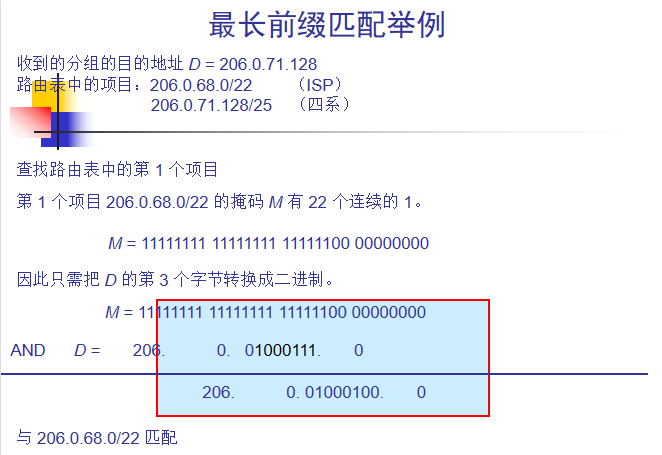 最长前缀匹配举例
收到的分组的目的地址 D = 206.0.71.128
路由表中的项目：206.0.68.0/22 （ISP）
206.0.71.128/25 （四系）
查找路由表中的第 1 个项目
第 1 个项目 206.0.68.0/22 的掩码 M 有 22 个连续的 1。
M = 11111111 11111111 11111100 00000000
因此只需把 D 的第 3 个字节转换成二进制。
M = 11111111 11111111 11111100 00000000
AND D = 206. 0. 01000111. 0
206. 0. 01000100. 0
与 206.0.68.0/22 匹配